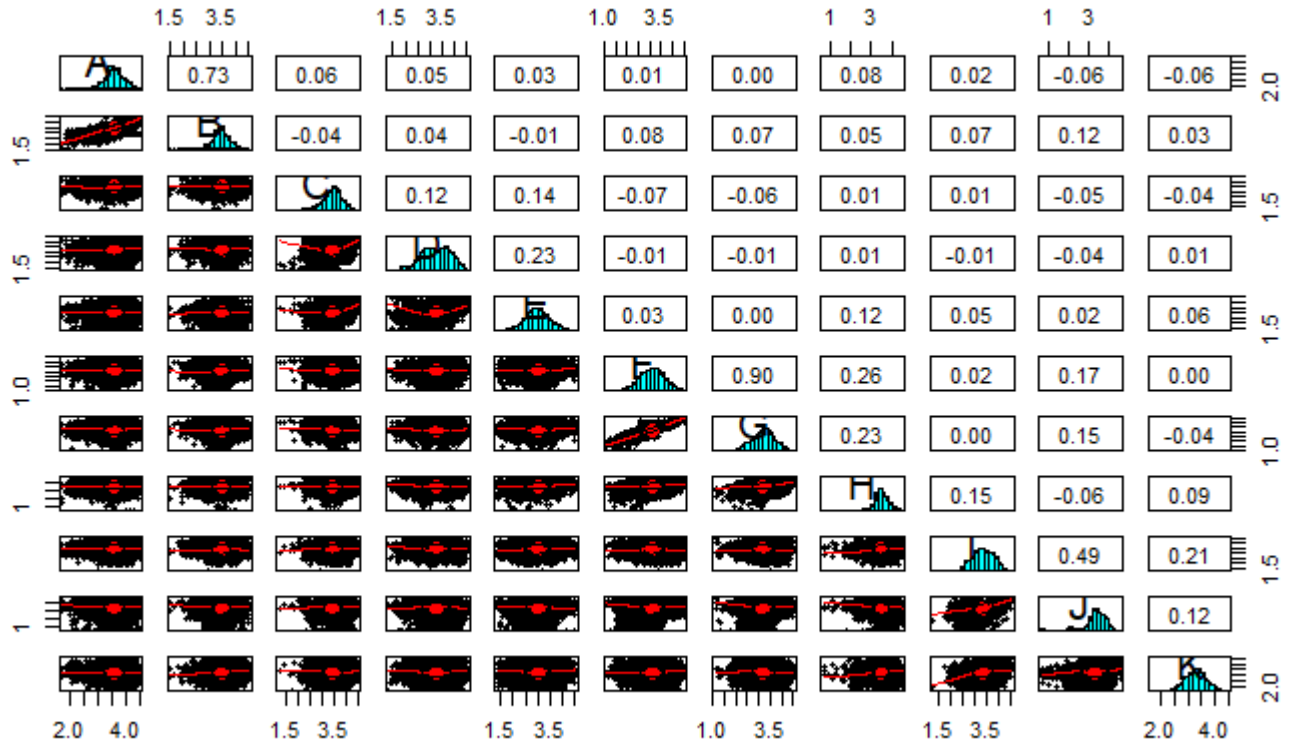 1.5 3.5 1.5 3.5 1.0 3.5 1 3 1 3
A 0.73 0.06 0.05 0.03 0.01 0.00 0.08 0.02 -0.06 -0.06 2.0
1.5 B -0.04 0.04 -0.01 0.08 0.07 0.05 0.07 0.12 0.03
C 0.12 0.14 -0.07 -0.06 0.01 0.01 -0.05 -0.04 1.5
1.5 D 0.23 -0.01 -0.01 0.01 -0.01 -0.04 0.01
E 0.03 0.00 0.12 0.05 0.02 0.06 1.5
1.0 F 0.90 0.26 0.02 0.17 0.00
G 0.23 0.00 0.15 -0.04 1.0
1 H 0.15 -0.06 0.09
I 0.49 0.21 1.5
1 J 0.12
K 2.0
2.0 4.0 1.5 3.5 1.5 3.5 1.0 3.5 1.5 3.5 2.0 4.0